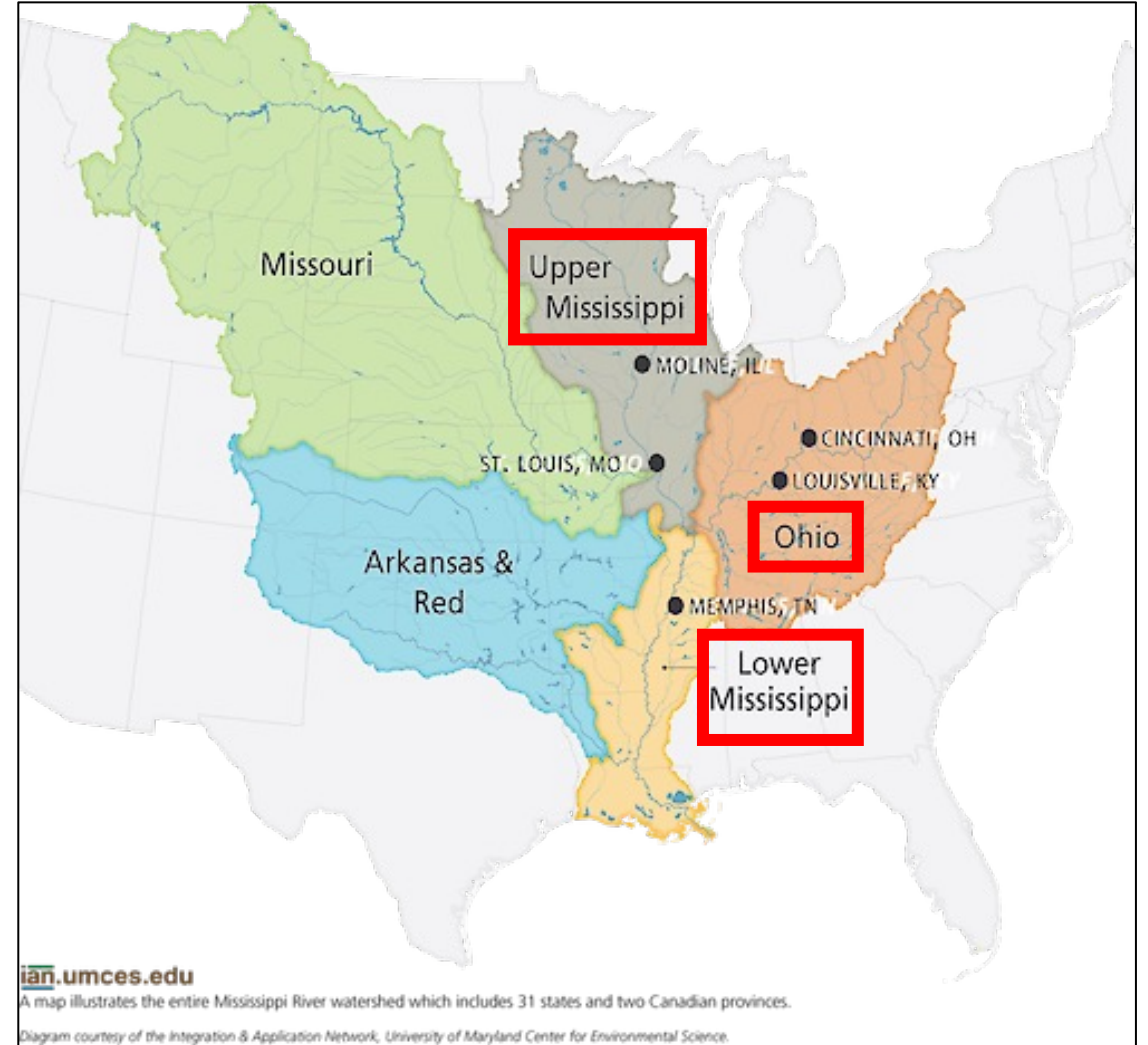 Missouri
Upper
Mississippi
MOLINE, IL
CINCINNATI, OH
ST. LOUIS, MO
LOUISVILLE, KY
Ohio
Arkansas &
Red
MEMPHIS, TN
Lower
Mississippi
ian.umces.edu
A map illustrates the entire Mississippi River watershed which includes 31 states and two Canadian provinces.
Diagram courtesy of the Integration & Application Network, University of Maryland Center for Environmental Science.